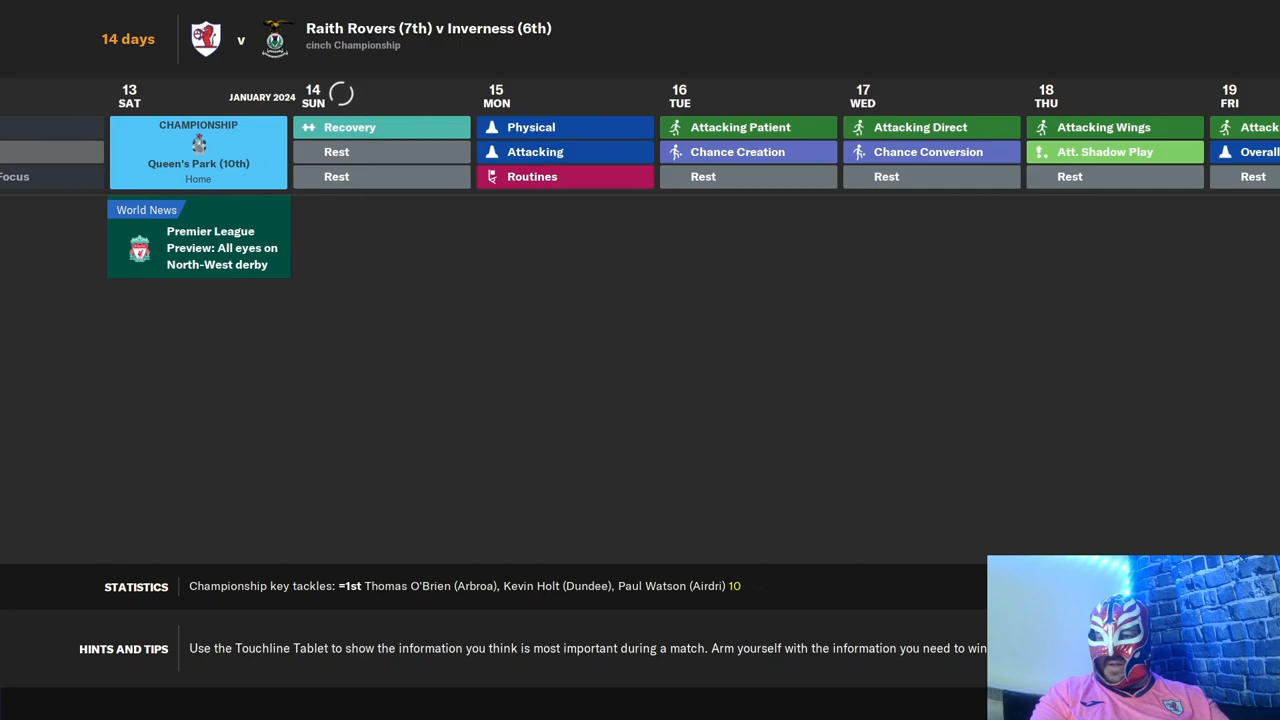 14 days
v
Raith Rovers (7th) v Inverness (6th)
cinch Championship
13
SAT
JANUARY 2024
14
SUN
15
MON
16
TUE
17
WED
18
THU
19
FRI
CHAMPIONSHIP
Queen's Park (10th)
Home
Focus
Recovery
Rest
Rest
Physical
Attacking
Routines
Attacking Patient
Chance Creation
Rest
Attacking Direct
Chance Conversion
Rest
Attacking Wings
Att. Shadow Play
Rest
Attack
Overall
Rest
World News
Premier League
Preview: All eyes on
North-West derby
STATISTICS
Championship key tackles: =1st Thomas O'Brien (Arbroa), Kevin Holt (Dundee), Paul Watson (Airdri) 10
HINTS AND TIPS
Use the Touchline Tablet to show the information you think is most important during a match. Arm yourself with the information you need to win